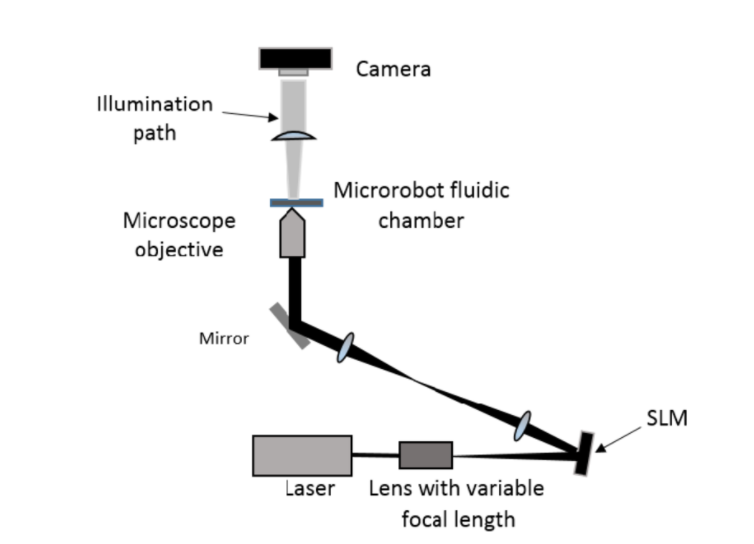 Camera
Illumination
path
Microrobot fluidic
chamber
Microscope
objective
Mirror
SLM
Laser
Lens with variable
focal length